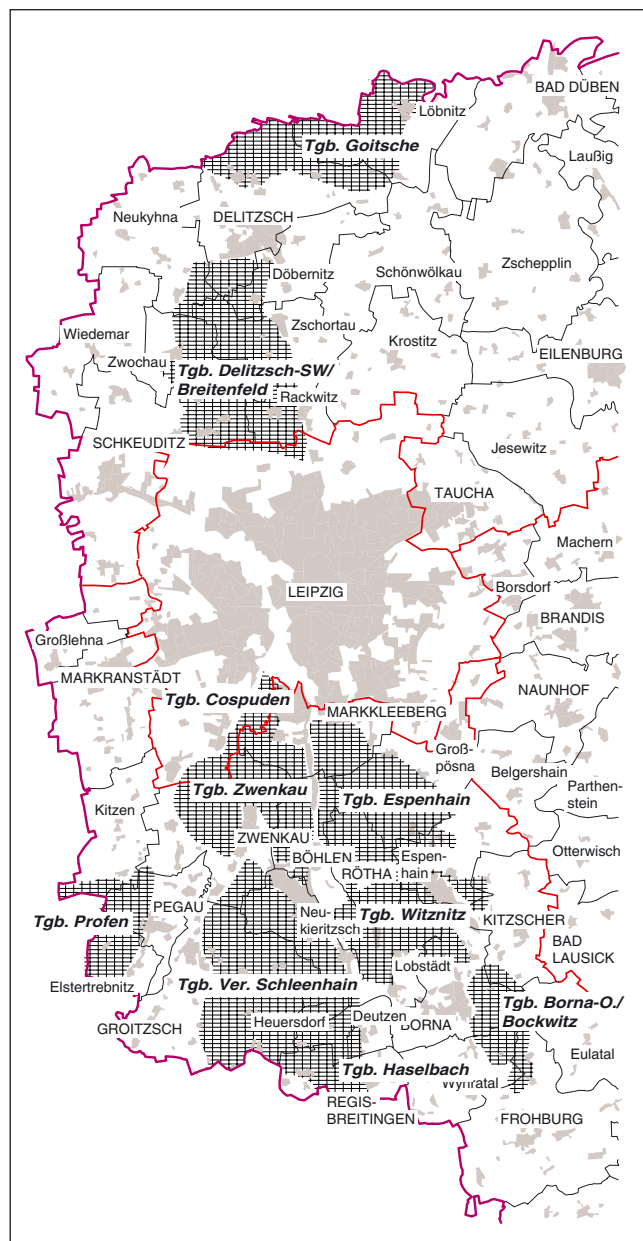 BAD DÜBEN
Löbnitz
Tgb. Goitsche
Laußig
Neukyhna
DELITZSCH
Döbernitz
Schönwölkau
Zschepplin
Zschortau
Wiedemar
Krostitz
Zwochau
EILENBURG
Tgb. Delitzsch-SW/
Breitenfeld
Rackwitz
SCHKEUDITZ
Jesewitz
TAUCHA
Machern
LEIPZIG
Borsdorf
BRANDIS
Großlehna
MARKRANSTÄDT
NAUNHOF
Tgb. Cospuden
MARKKLEEBERG
Groß-
pösna
Belgershain
Tgb. Zwenkau
Tgb. Espenhain
Parthen-
stein
Kitzen
ZWENKAU
Otterwisch
BÖHLEN
Espen-
hain
RÖTHA
PEGAU
Tgb. Profen
Neu-
kieritzsch
Tgb. Witznitz
KITZSCHER
BAD
LAUSICK
Lobstädt
Elstertrebnitz
Tgb. Ver. Schleenhain
Tgb. Borna-O./
Bockwitz
Heuersdorf
Deutzen
BORNA
GROITZSCH
Eulatal
Tgb. Haselbach
Wyhratal
REGIS-
BREITINGEN
FROHBURG